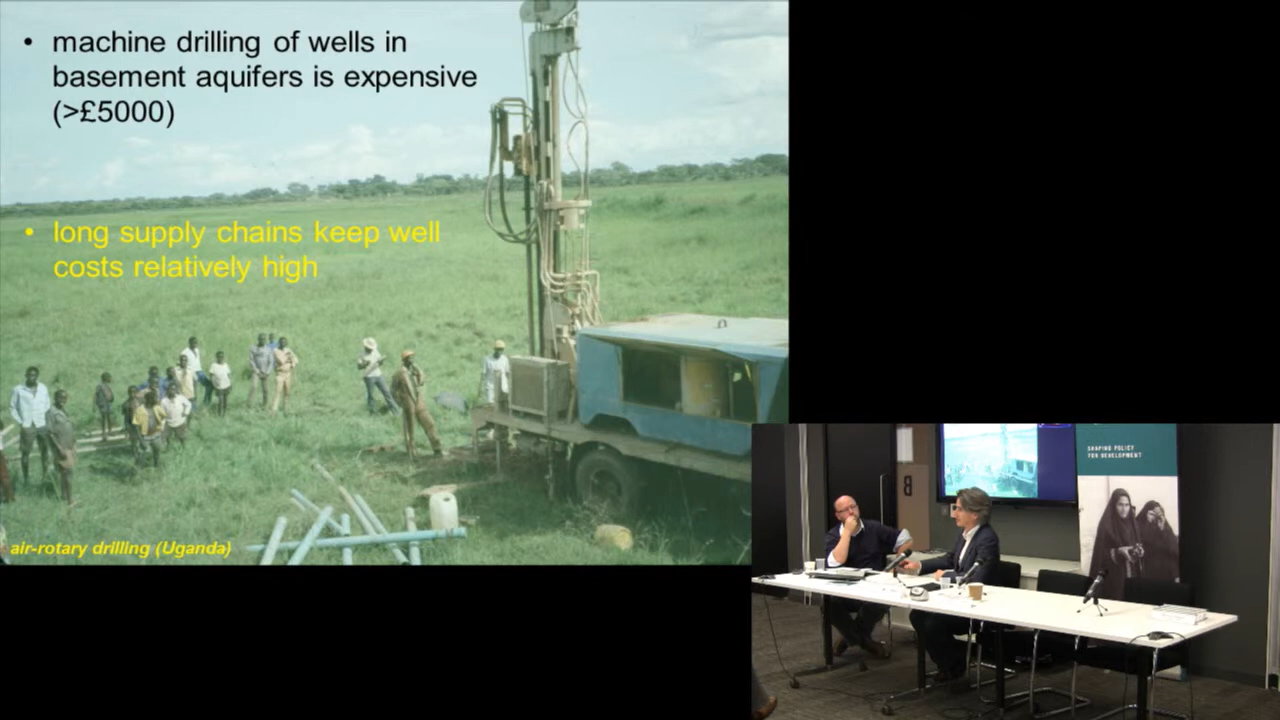 • machine drilling of wells in
basement aquifers is expensive
(>£5000)
• long supply chains keep well
costs relatively high
air-rotary drilling (Uganda)
SHAPING POLICY
FOR DEVELOPMENT